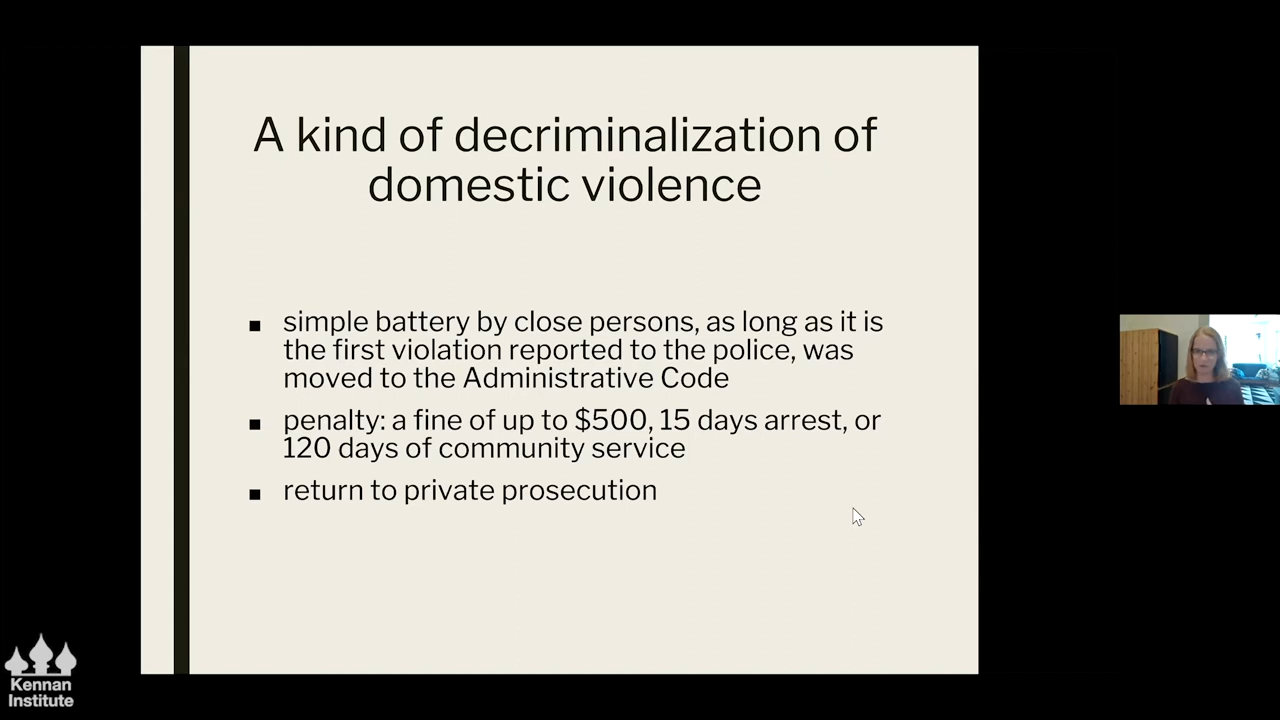 A kind of decriminalization of
domestic violence
■ simple battery by close persons, as long as it is
the first violation reported to the police, was
moved to the Administrative Code
■ penalty: a fine of up to $500, 15 days arrest, or
120 days of community service
■ return to private prosecution
Kennan
Institute